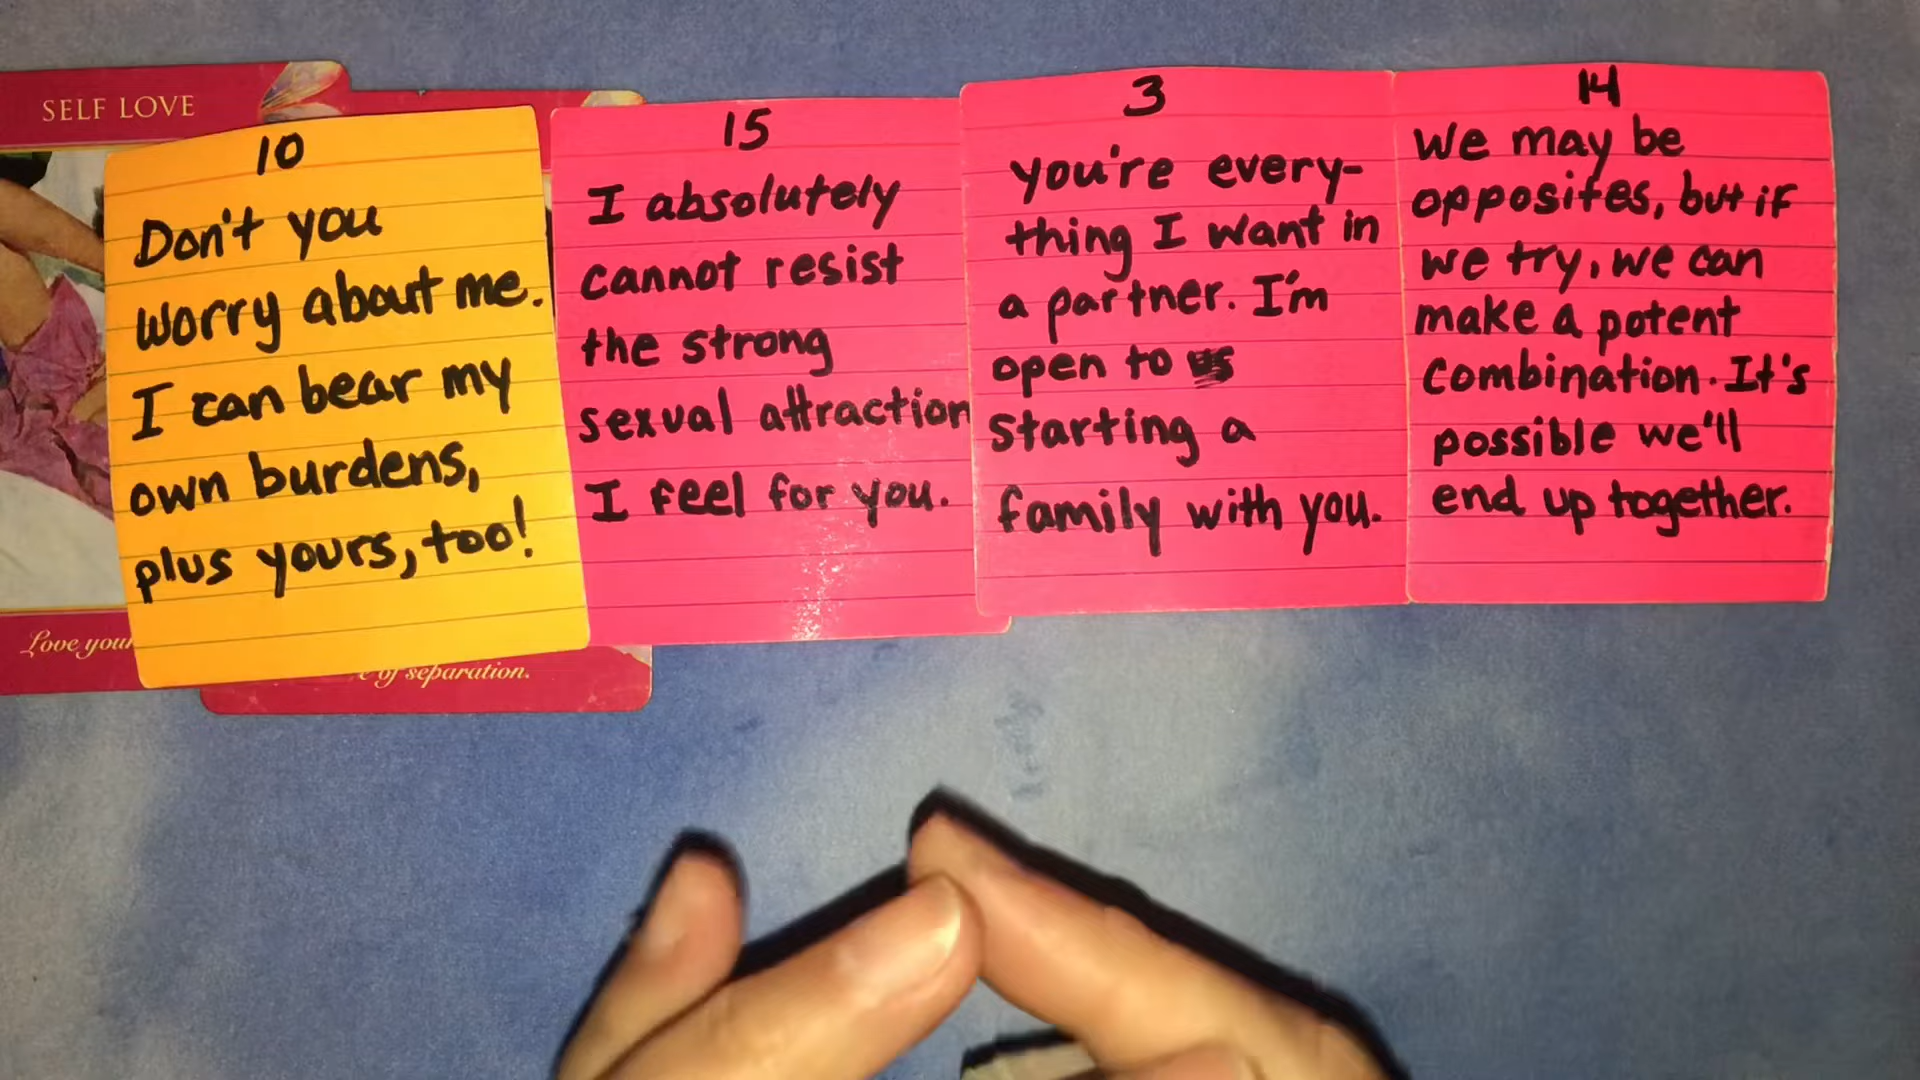 SELF LOVE
Love your
of separation.
10
Don't you
worry about me.
I can bear my
own burdens,
plus yours, too!
15
I absolutely
cannot resist
the strong
sexual attraction
I feel for you.
3
you're every-
thing I want in
a partner. I'm
open to
starting a
family with you.
14
We may be
opposites, but if
we try, we can
make a potent
combination. It's
possible we'll
end up together.